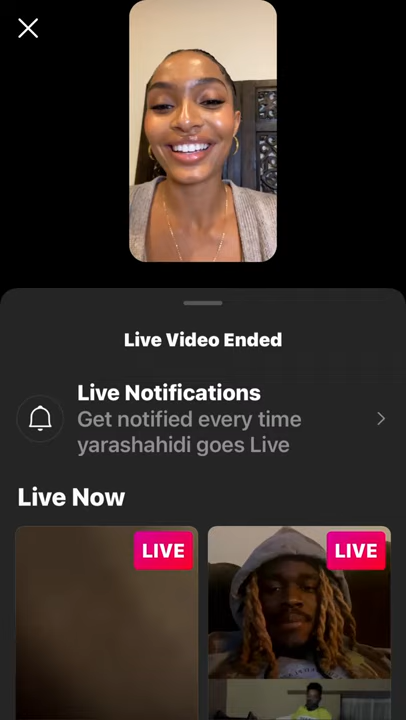 Live Video Ended
Live Notifications
Get notified every time
yarashahidi goes Live
Live Now
LIVE
LIVE